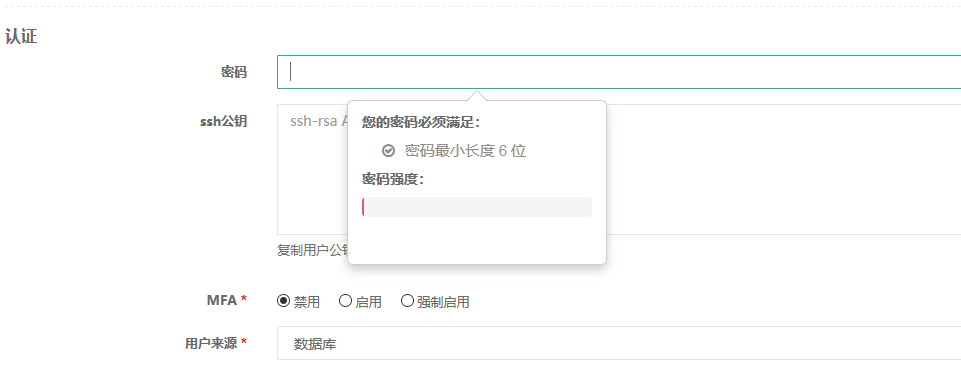 认证
密码
ssh公钥
ssh-rsa A
您的密码必须满足：
密码最小长度 6 位
密码强度：
复制用户公
MFA *
禁用 启用 强制启用
用户来源 *
数据库